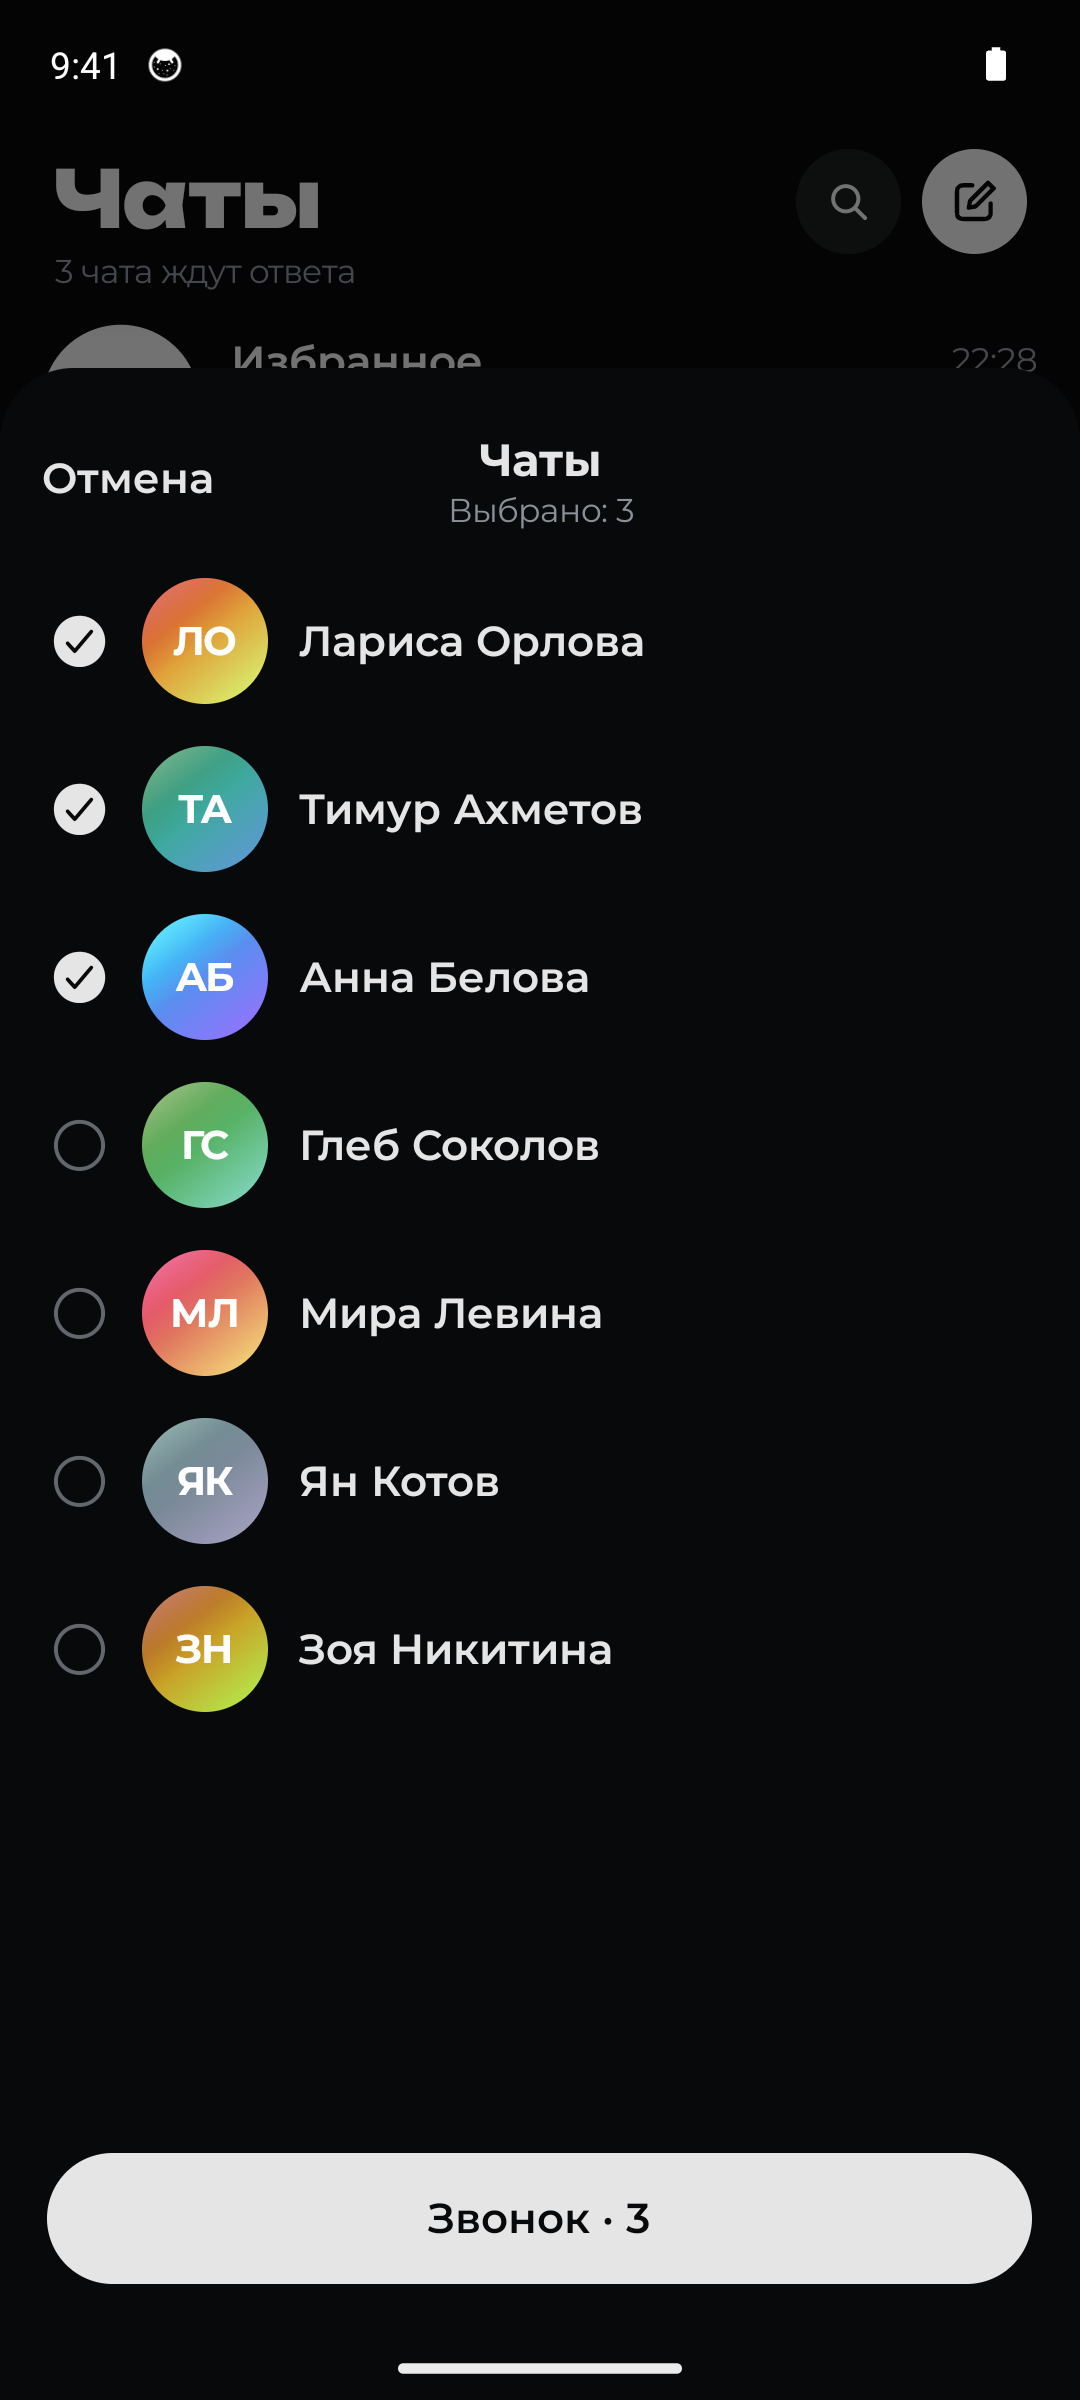 9:41
Чаты
3 чата ждут ответа
Избранное 22:28
Отмена
Чаты
Выбрано: 3
ЛО Лариса Орлова
ТА Тимур Ахметов
АБ Анна Белова
ГС Глеб Соколов
МЛ Мира Левина
ЯК Ян Котов
ЗН Зоя Никитина
Звонок · 3